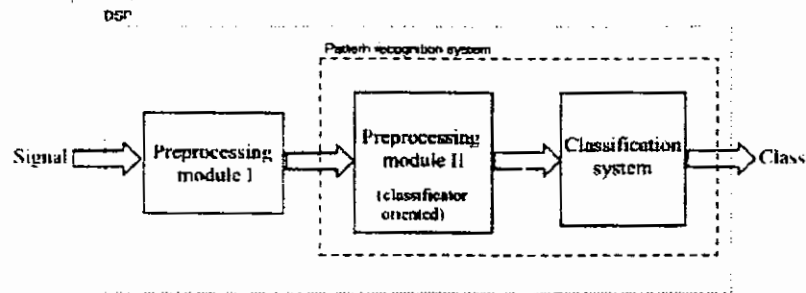 DSP
Pattern recognition system
Signal
Preprocessing
module I
Preprocessing
module II
(classificator
oriented)
Classification
system
Class